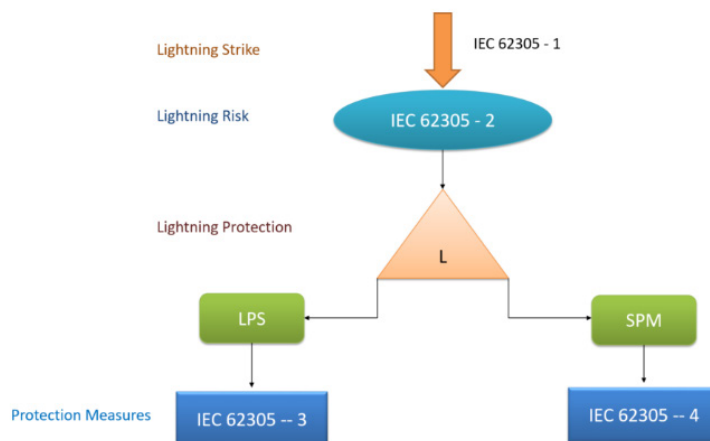 Lightning Strike
IEC 62305 - 1
Lightning Risk
IEC 62305 - 2
Lightning Protection
L
LPS
SPM
Protection Measures
IEC 62305 -- 3
IEC 62305 -- 4